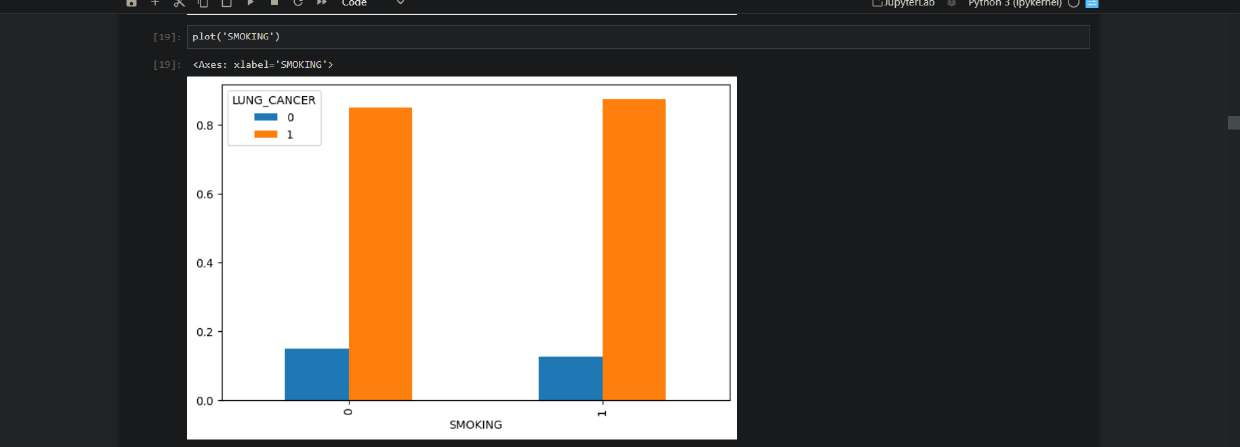 Code JupyterLab Python 3 (ipykernel)
[19]: plot('SMOKING')
[19]: <Axes: xlabel='SMOKING'>
LUNG_CANCER
0
1
0.8
0.6
0.4
0.2
0.0
0 1
SMOKING